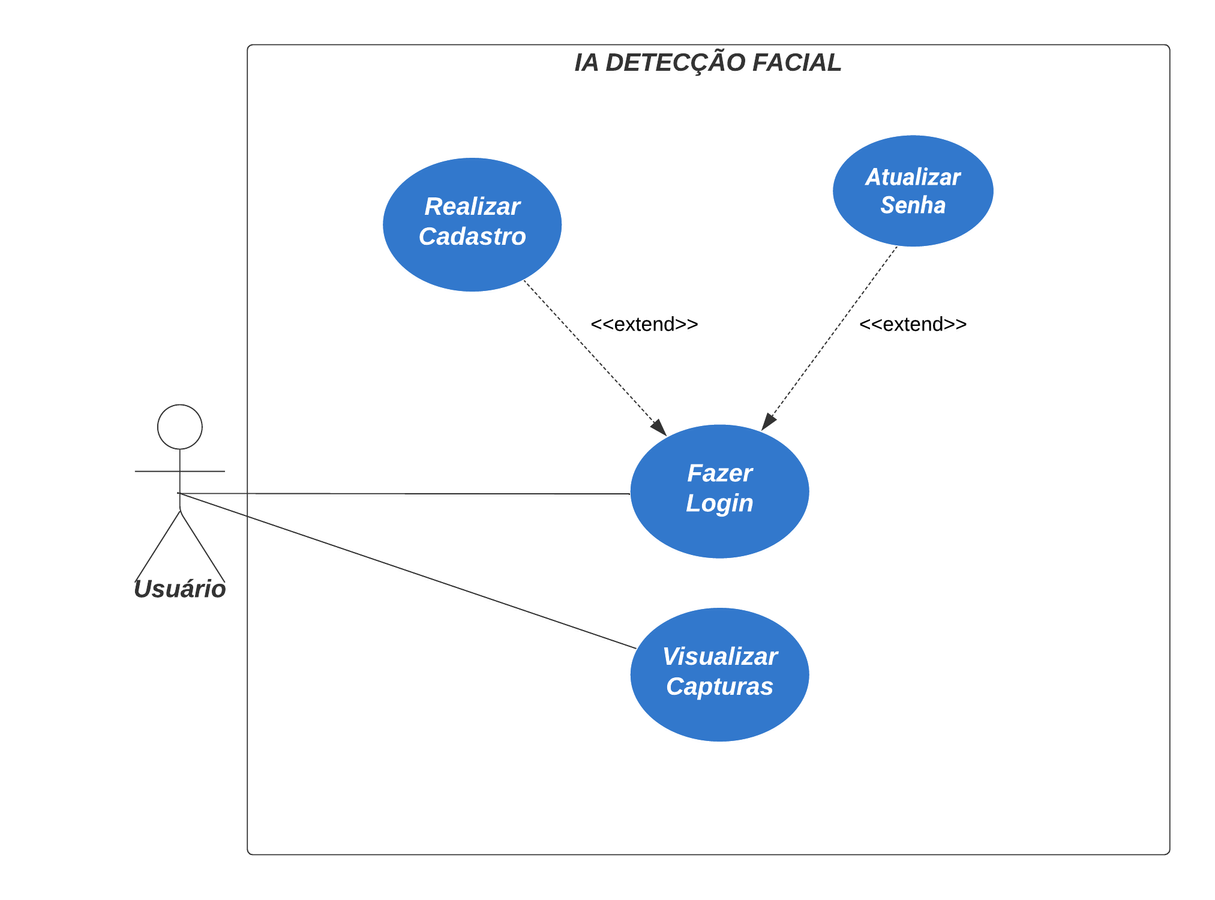 IA DETECÇÃO FACIAL
Realizar
Cadastro
Atualizar
Senha
<<extend>>
<<extend>>
Fazer
Login
Usuário
Visualizar
Capturas